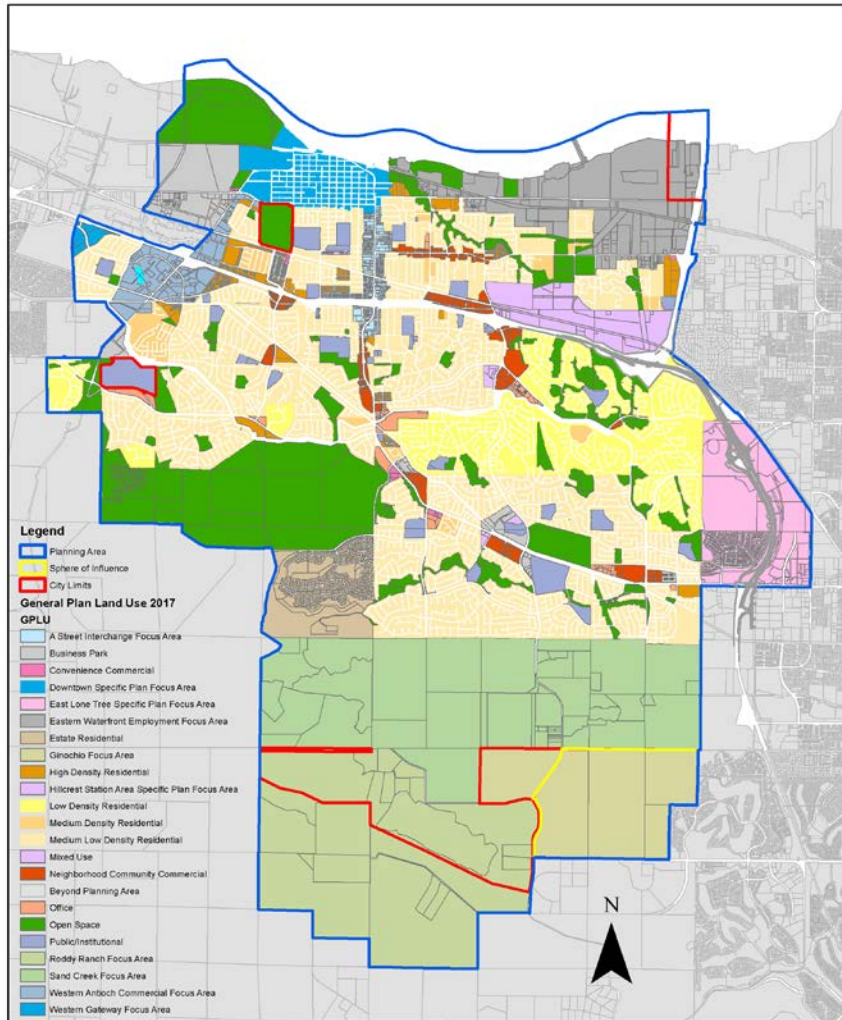 N
Legend
Planning Area
Sphere of Influence
City Limits
General Plan Land Use 2017
GPLU
A Street Interchange Focus Area
Business Park
Convenience Commercial
Downtown Specific Plan Focus Area
East Lone Tree Specific Plan Focus Area
Eastern Waterfront Employment Focus Area
Estate Residential
Ginochio Focus Area
High Density Residential
Hillcrest Station Area Specific Plan Focus Area
Low Density Residential
Medium Density Residential
Medium Low Density Residential
Mixed Use
Neighborhood Community Commercial
Beyond Planning Area
Office
Open Space
Public/Institutional
Roddy Ranch Focus Area
Sand Creek Focus Area
Western Antioch Commercial Focus Area
Western Gateway Focus Area